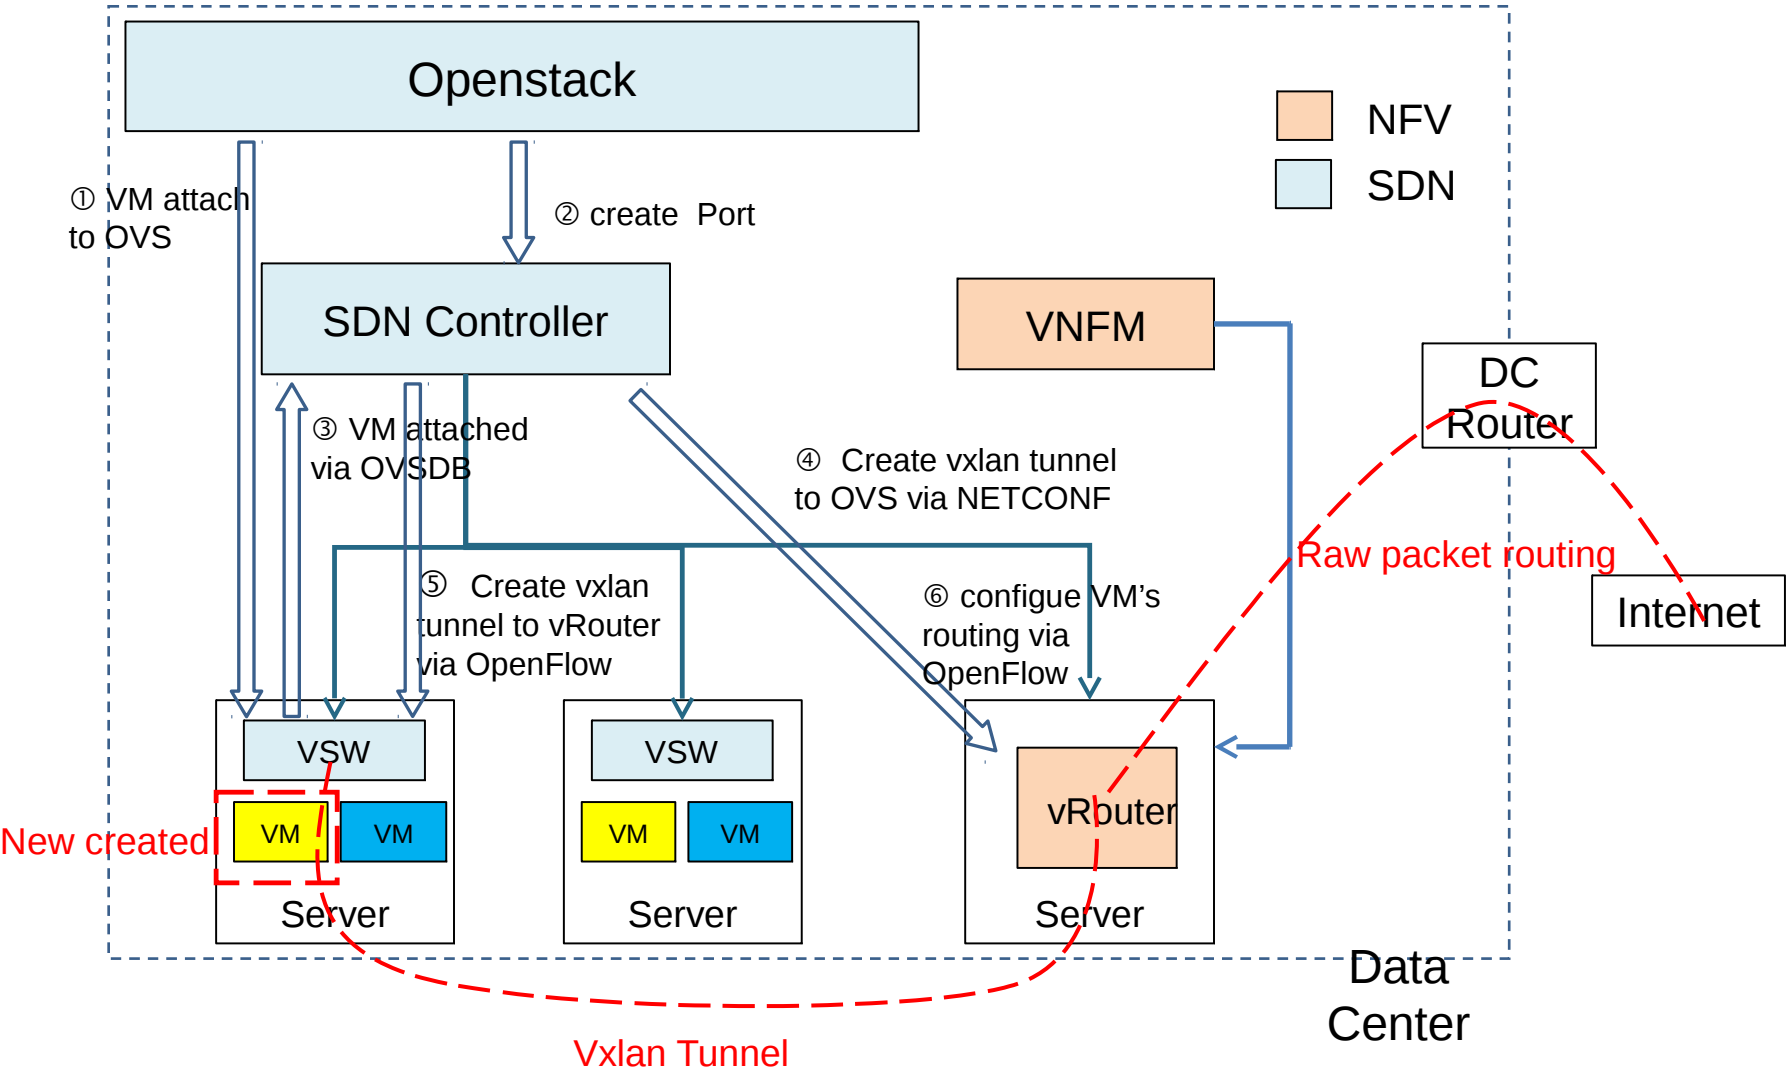 Openstack
NFV
SDN
① VM attach
to OVS
② create  Port
SDN Controller
VNFM
DC
Router
③ VM attached
via OVSDB
④  Create vxlan tunnel
to OVS via NETCONF
Raw packet routing
⑤  Create vxlan
tunnel to vRouter
via OpenFlow
⑥ configue VM’s
routing via
OpenFlow
Internet
VSW
VSW
vRouter
New created
VM
VM
VM
VM
Server
Server
Server
Data
Center
Vxlan Tunnel